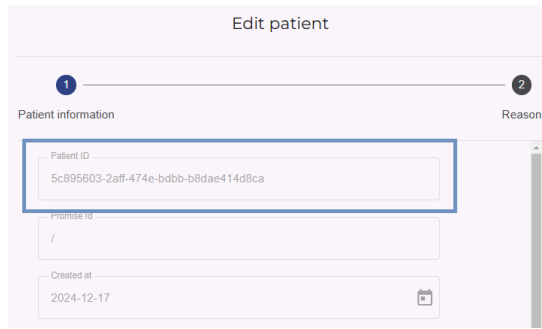 Edit patient
1
2
Patient information
Reason
Patient ID
5c895603-2aff-474e-bdbb-b8dae414d8ca
Promise Id
/
Created at
2024-12-17